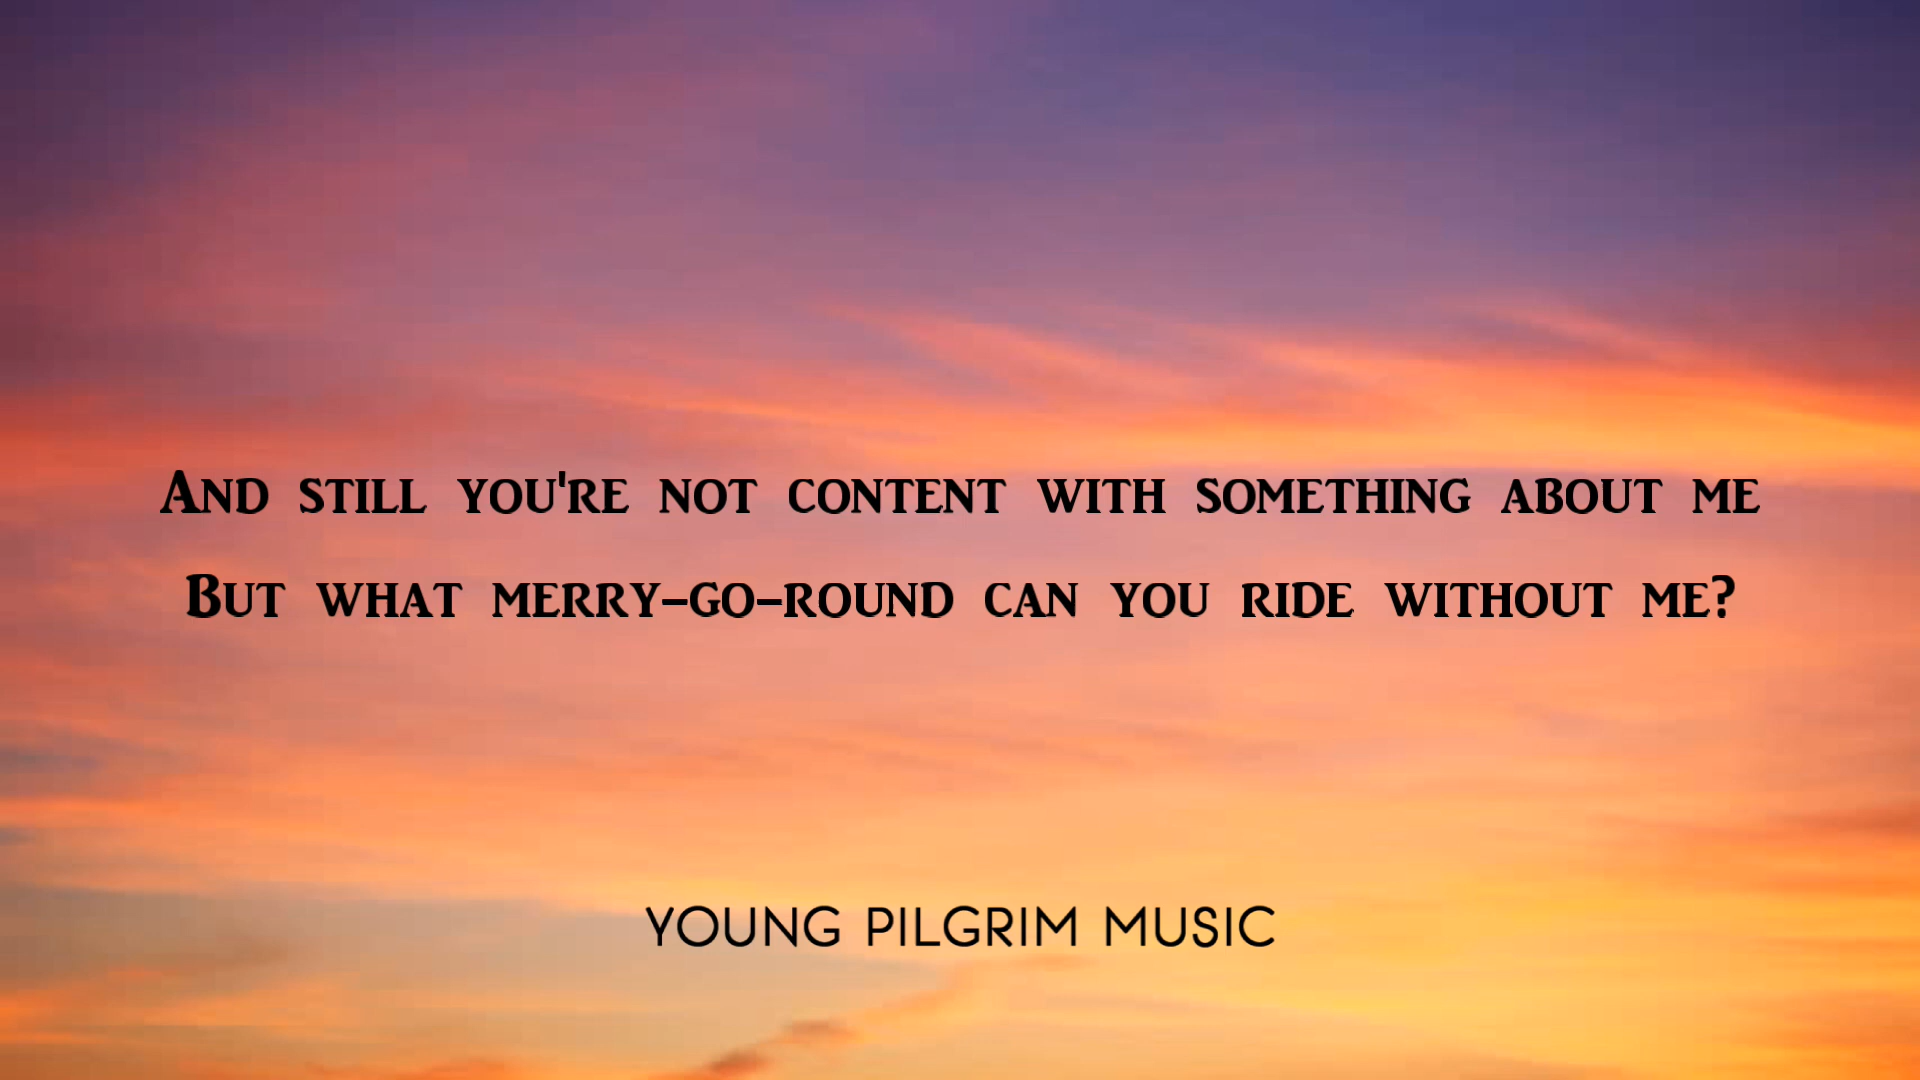 And still you're not content with something about me
But what merry-go-round can you ride without me?
YOUNG PILGRIM MUSIC